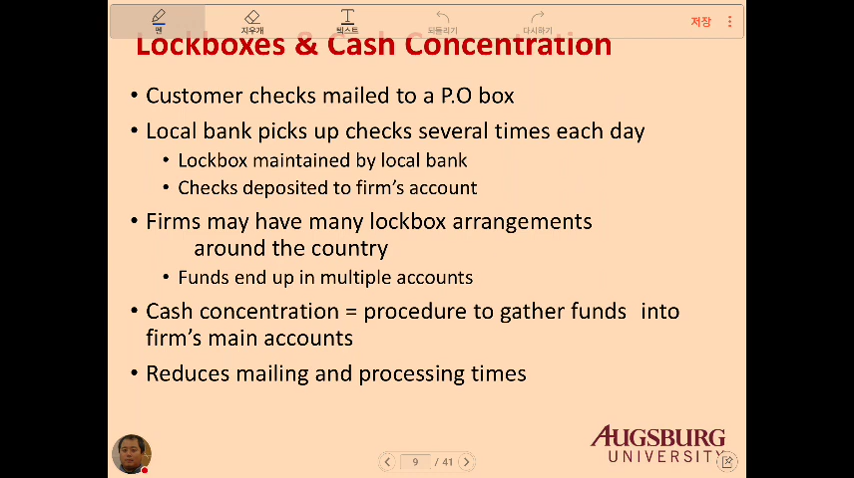 펜 지우개 텍스트 되돌리기 다시하기 저장
Lockboxes & Cash Concentration
• Customer checks mailed to a P.O box
• Local bank picks up checks several times each day
• Lockbox maintained by local bank
• Checks deposited to firm's account
• Firms may have many lockbox arrangements
around the country
• Funds end up in multiple accounts
• Cash concentration = procedure to gather funds into
firm's main accounts
• Reduces mailing and processing times
AUGSBURG
UNIVERSITY
9 / 41